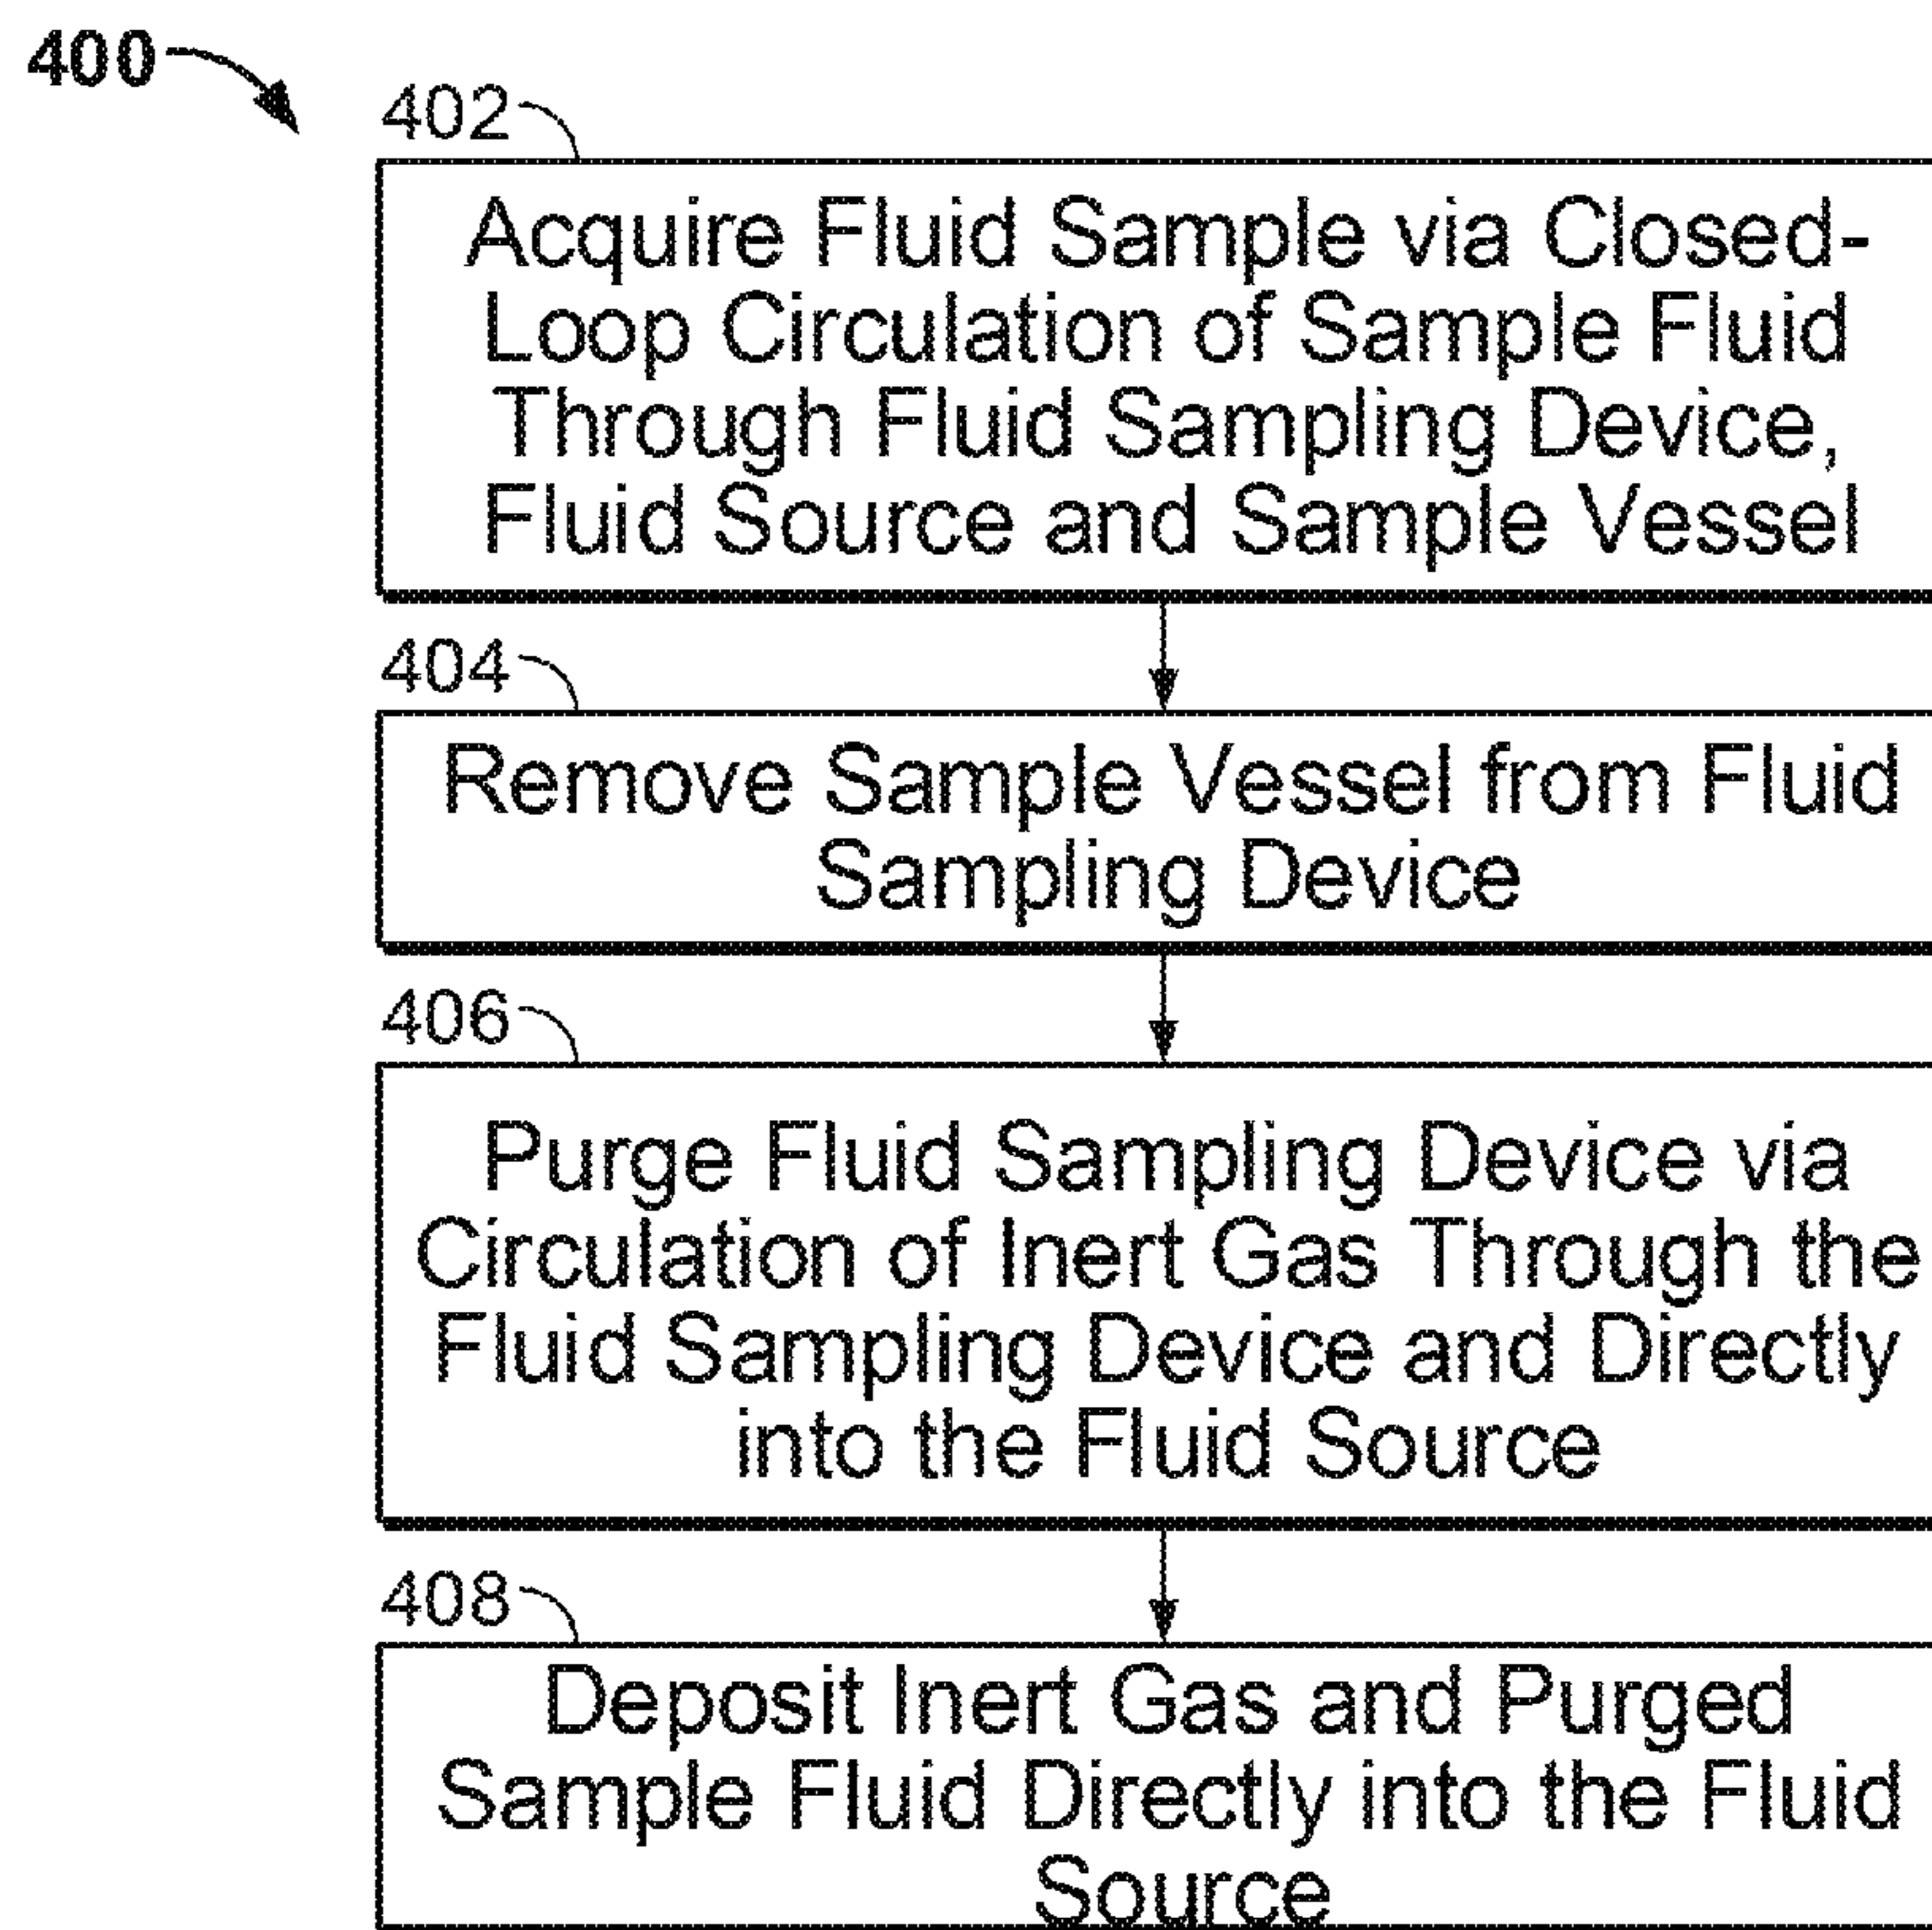 400
402
Acquire Fluid Sample via Closed-
Loop Circulation of Sample Fluid
Through Fluid Sampling Device,
Fluid Source and Sample Vessel
404
Remove Sample Vessel from Fluid
Sampling Device
406
Purge Fluid Sampling Device via
Circulation of Inert Gas Through the
Fluid Sampling Device and Directly
into the Fluid Source
408
Deposit Inert Gas and Purged
Sample Fluid Directly into the Fluid
Source